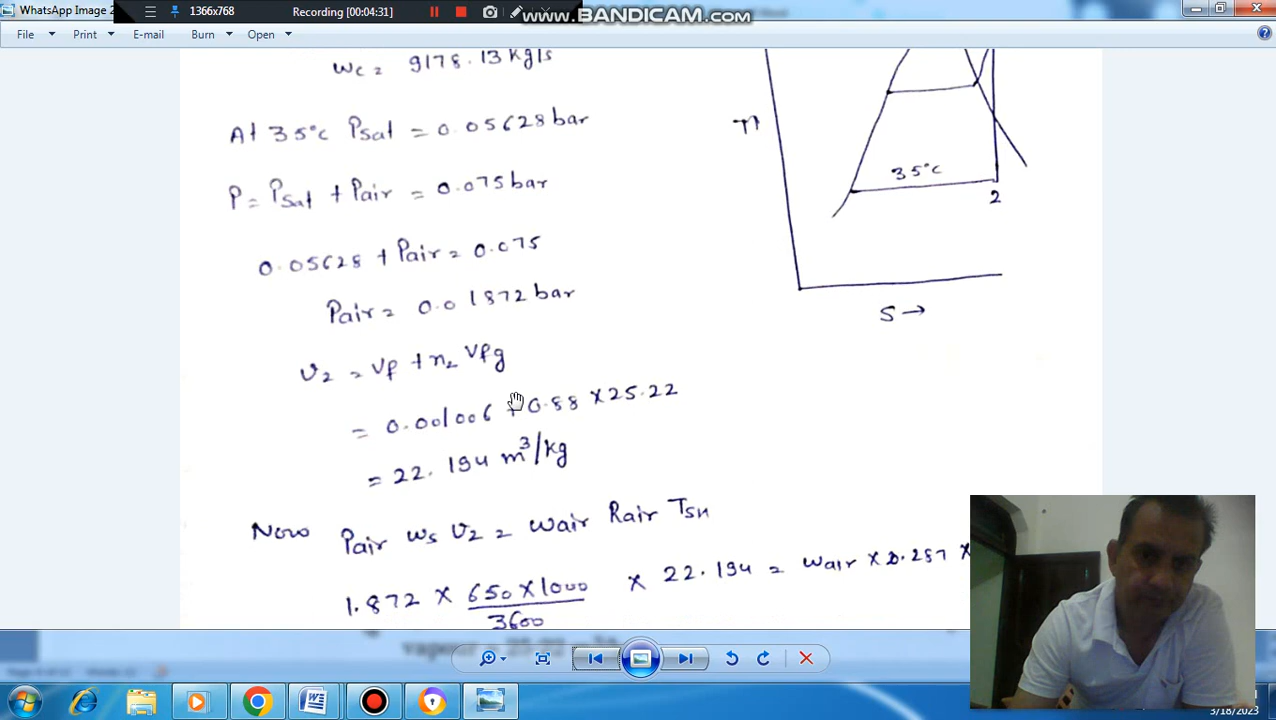 WhatsApp Image 2
1366x768
Recording [00:04:31]
www.BANDICAM.com
File
Print
E-mail
Burn
Open
Wc = 9178.13 kg/s
At 35°C Psat = 0.05628 bar
P = Psat + Pair = 0.075 bar
0.05628 + Pair = 0.075
Pair = 0.01872 bar
v2 = vf + x2 vfg
= 0.001006 + 0.88 × 25.22
= 22.194 m³/kg
Now Pair ws v2 = wair Rair Tsat
1.872 × 650×1000 × 22.194 = wair × 0.287 ×
3600
T↑
35°C
2
S →
3/18/2023